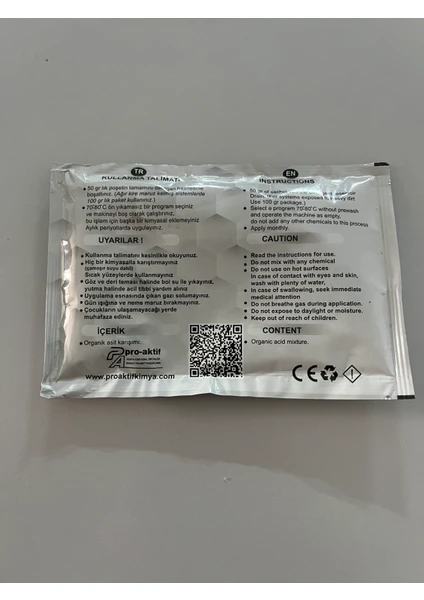 TR
KULLANMA TALİMATI
50 gr lık poşetin tamamını
boşaltınız. (Ağır kire maruz kalmış sistemlerde
100 gr lık paket kullanınız.)
70-80°C ön yıkamasız bir program seçiniz
ve makinayı boş olarak çalıştırınız,
bu işlem için başka bir kimyasal eklemeyiniz
Aylık periyotlarda uygulayınız
UYARILAR !
Kullanma talimatını kesinlikle okuyunuz.
Hiç bir kimyasalla karıştırmayınız
(çamaşır suyu dahil)
Sıcak yüzeylerde kullanmayınız
Göz ve deri teması halinde bol su ile yıkayınız,
yutma halinde acil tıbbi yardım alınız
Uygulama esnasında çıkan gazı solumayınız.
Gün ışığına ve neme maruz bırakmayınız.
Çocukların ulaşamayacağı yerde
muhafaza ediniz.
İÇERİK
Organik asit karışımı.
pro-aktif
www.proaktifkimya.com
EN
INSTRUCTIONS
50 gr of
Use 100 gr package.)
Select a program 70-80°C without prewash
and operate the machine as empty,
do not add any other chemicals to this process
Apply monthly.
CAUTION
Read the instructions for use.
Do not mix with any chemical
Do not use on hot surfaces
In case of contact with eyes and skin,
wash with plenty of water,
In case of swallowing, seek immediate
medical attention
Do not breathe gas during application.
Do not expose to daylight or moisture.
Keep out of reach of children.
CONTENT
Organic acid mixture.
CE